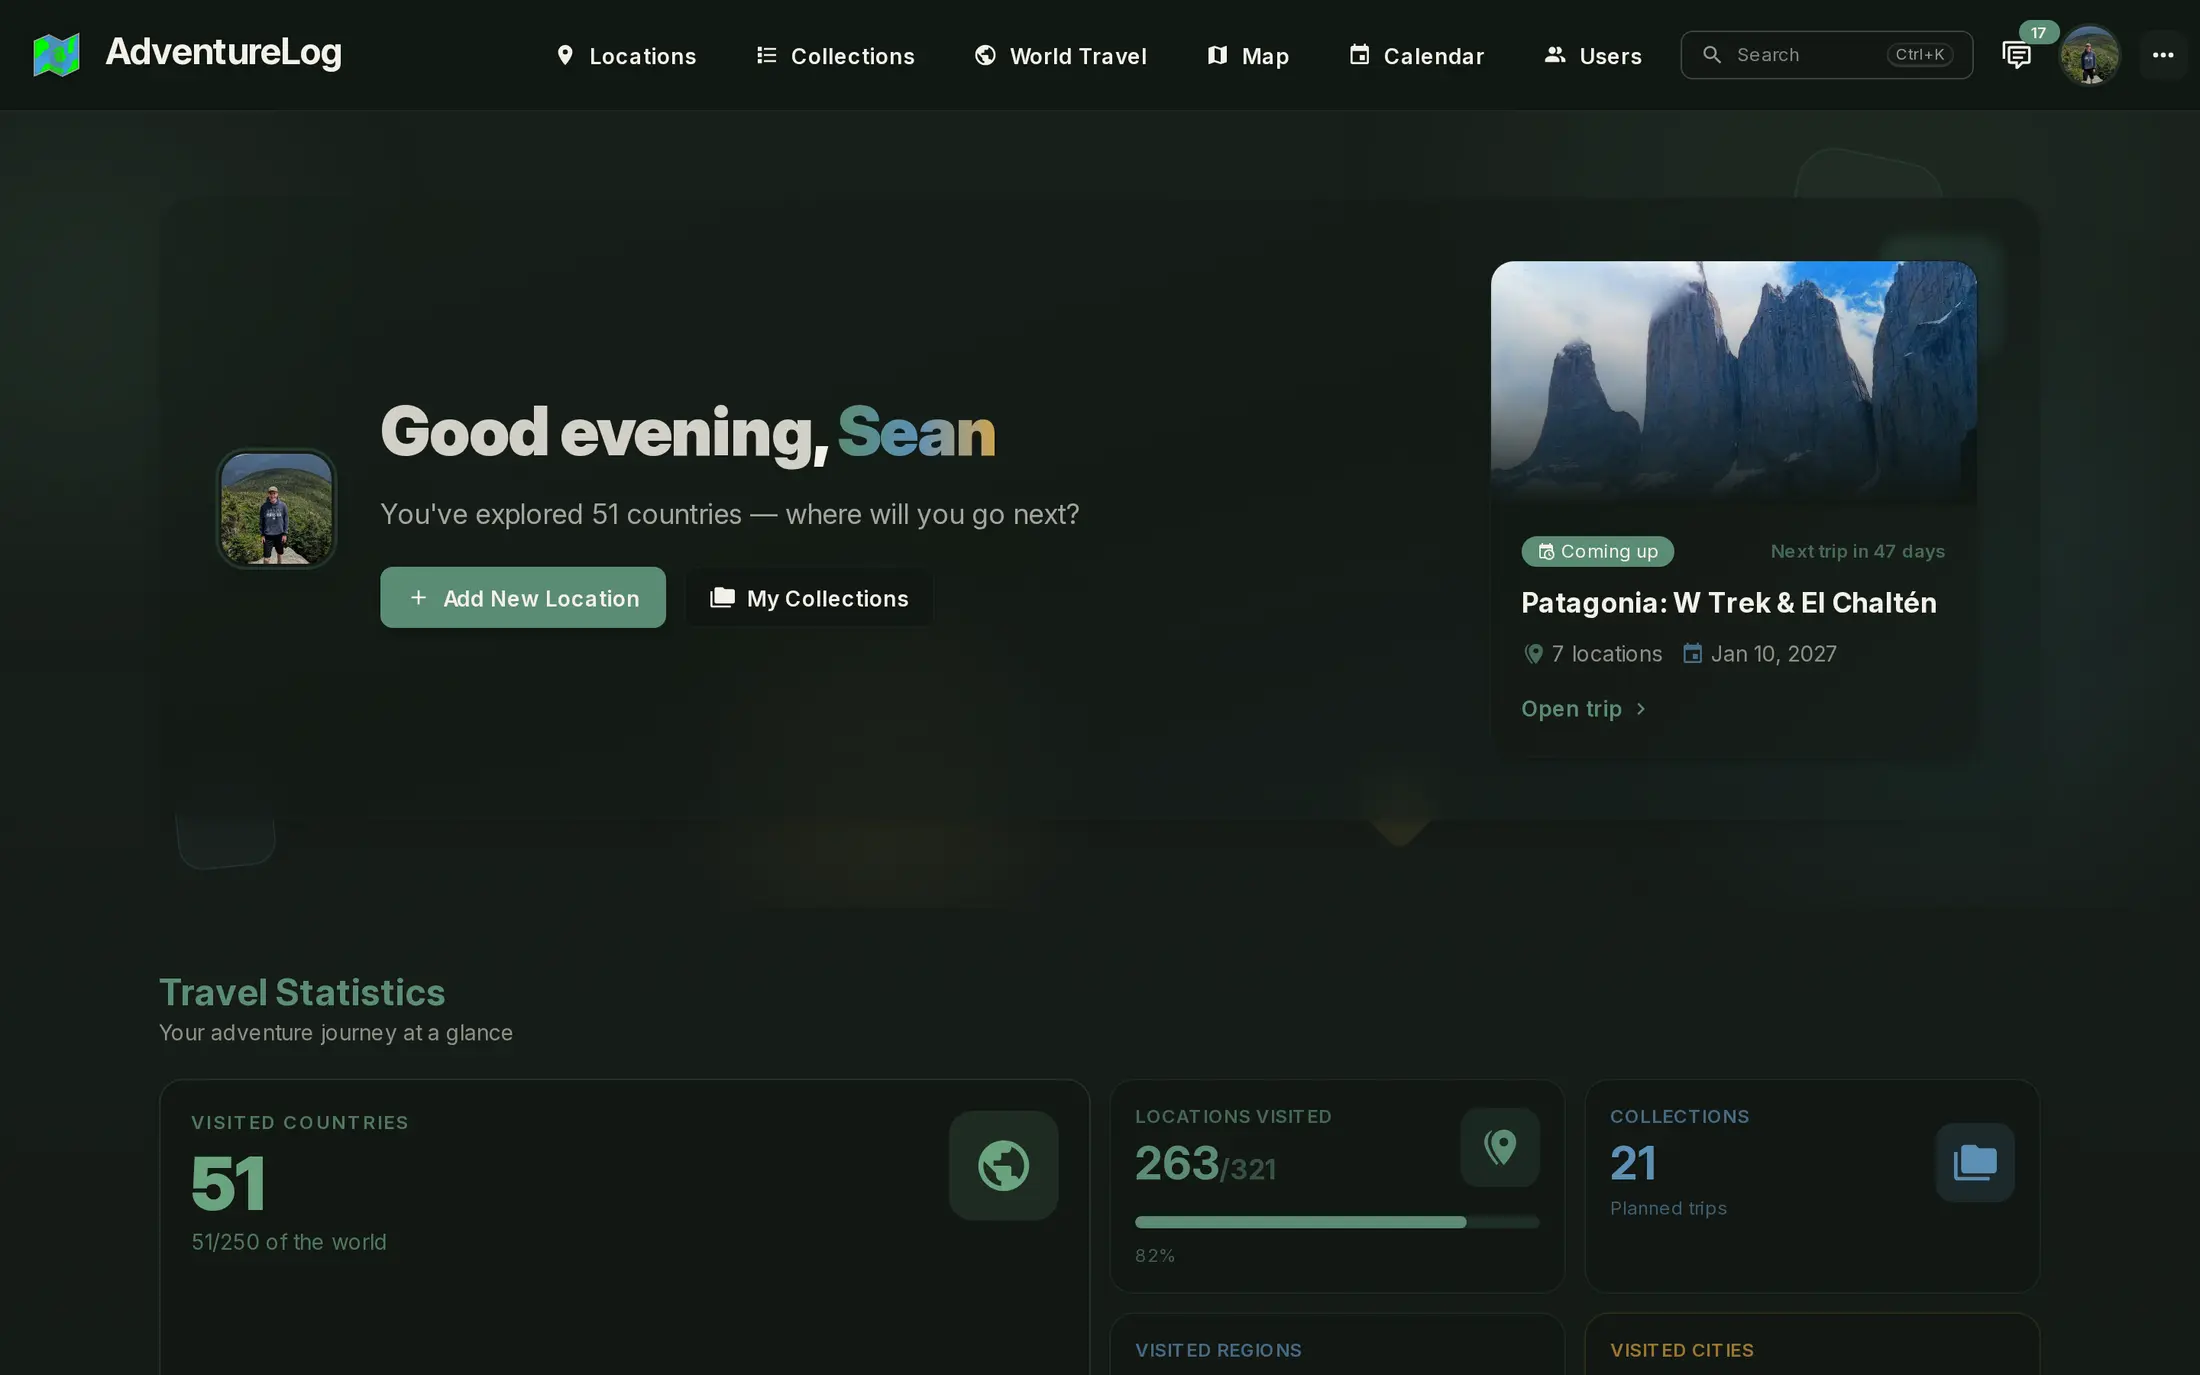 AdventureLog
Locations
Collections
World Travel
Map
Calendar
Users
Search
Ctrl+K
17
Good evening, Sean
You've explored 51 countries — where will you go next?
Add New Location
My Collections
Coming up
Next trip in 47 days
Patagonia: W Trek & El Chaltén
7 locations
Jan 10, 2027
Open trip
Travel Statistics
Your adventure journey at a glance
VISITED COUNTRIES
51
51/250 of the world
LOCATIONS VISITED
263/321
82%
COLLECTIONS
21
Planned trips
VISITED REGIONS
VISITED CITIES